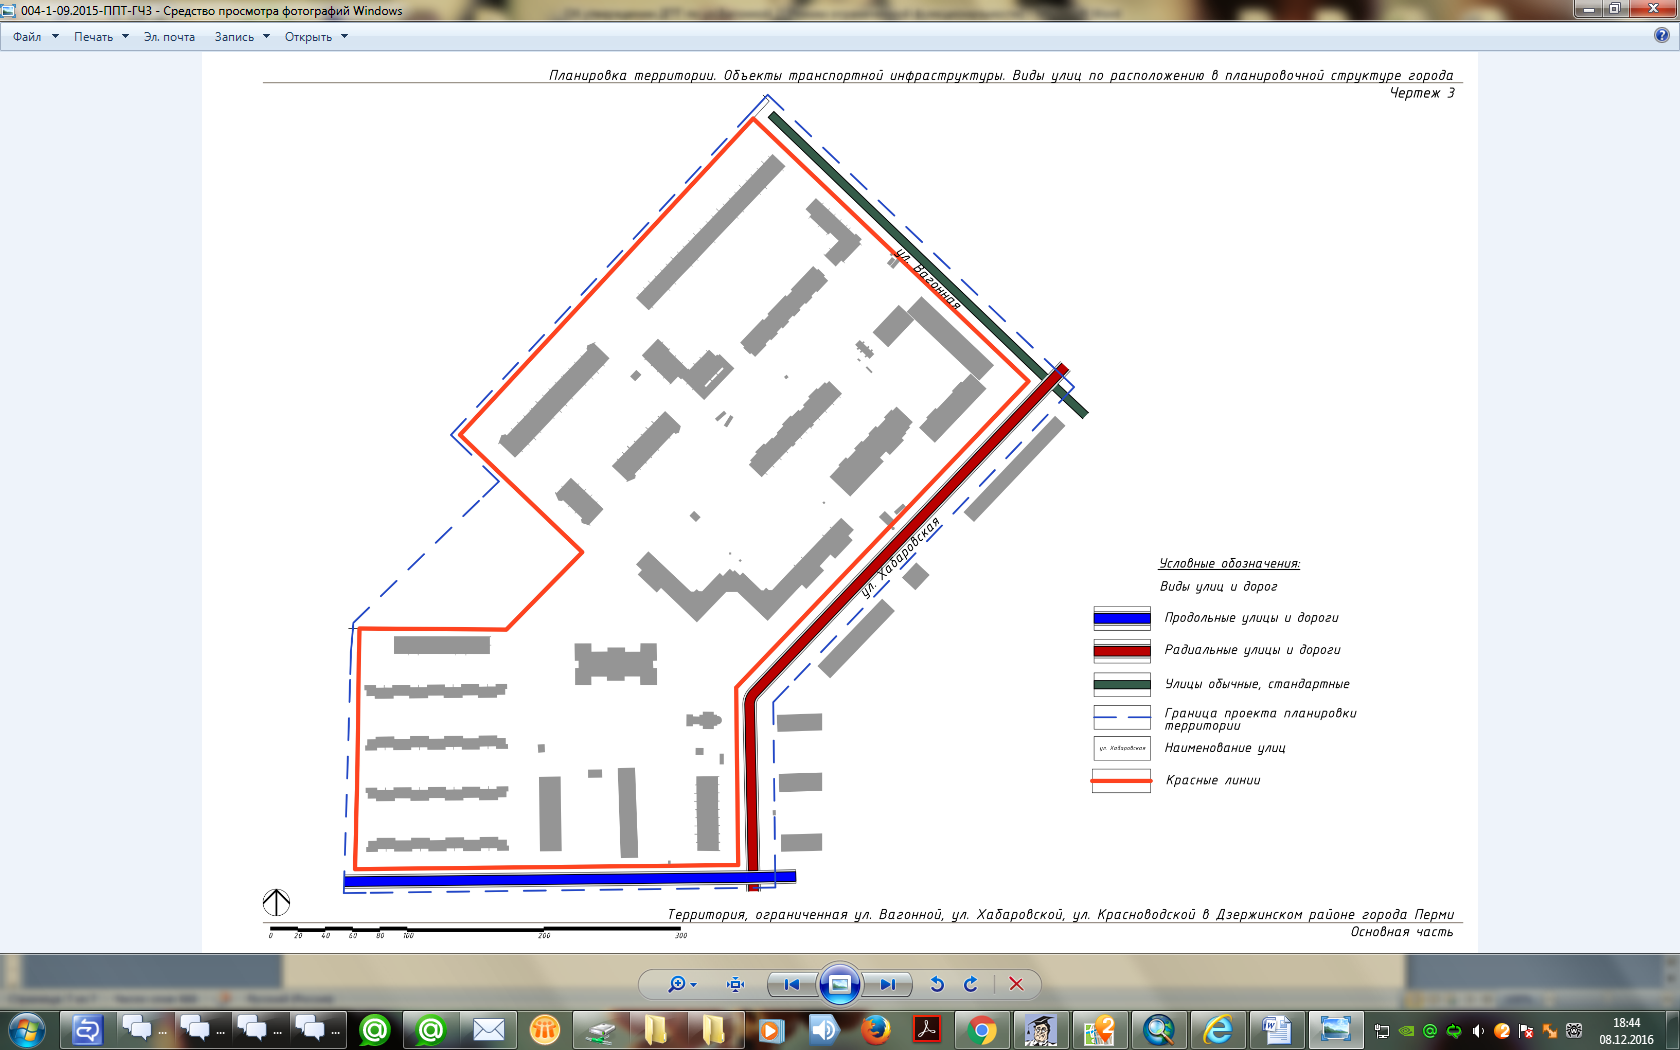 004-1-09.2015-ППТ-ГЧ3 - Средство просмотра фотографий Windows
Файл Печать Эл. почта Запись Открыть
Планировка территории. Объекты транспортной инфраструктуры. Виды улиц по расположению в планировочной структуре города
Чертеж 3
ул. Вагонная
ул. Хабаровская
Условные обозначения:
Виды улиц и дорог
Продольные улицы и дороги
Радиальные улицы и дороги
Улицы обычные, стандартные
Граница проекта планировки
территории
ул. Хабаровская
Наименование улиц
Красные линии
Территория, ограниченная ул. Вагонной, ул. Хабаровской, ул. Красноводской в Дзержинском районе города Перми
Основная часть
0 20 40 60 80 100 200 300
... ... ... ...
18:44
08.12.2016